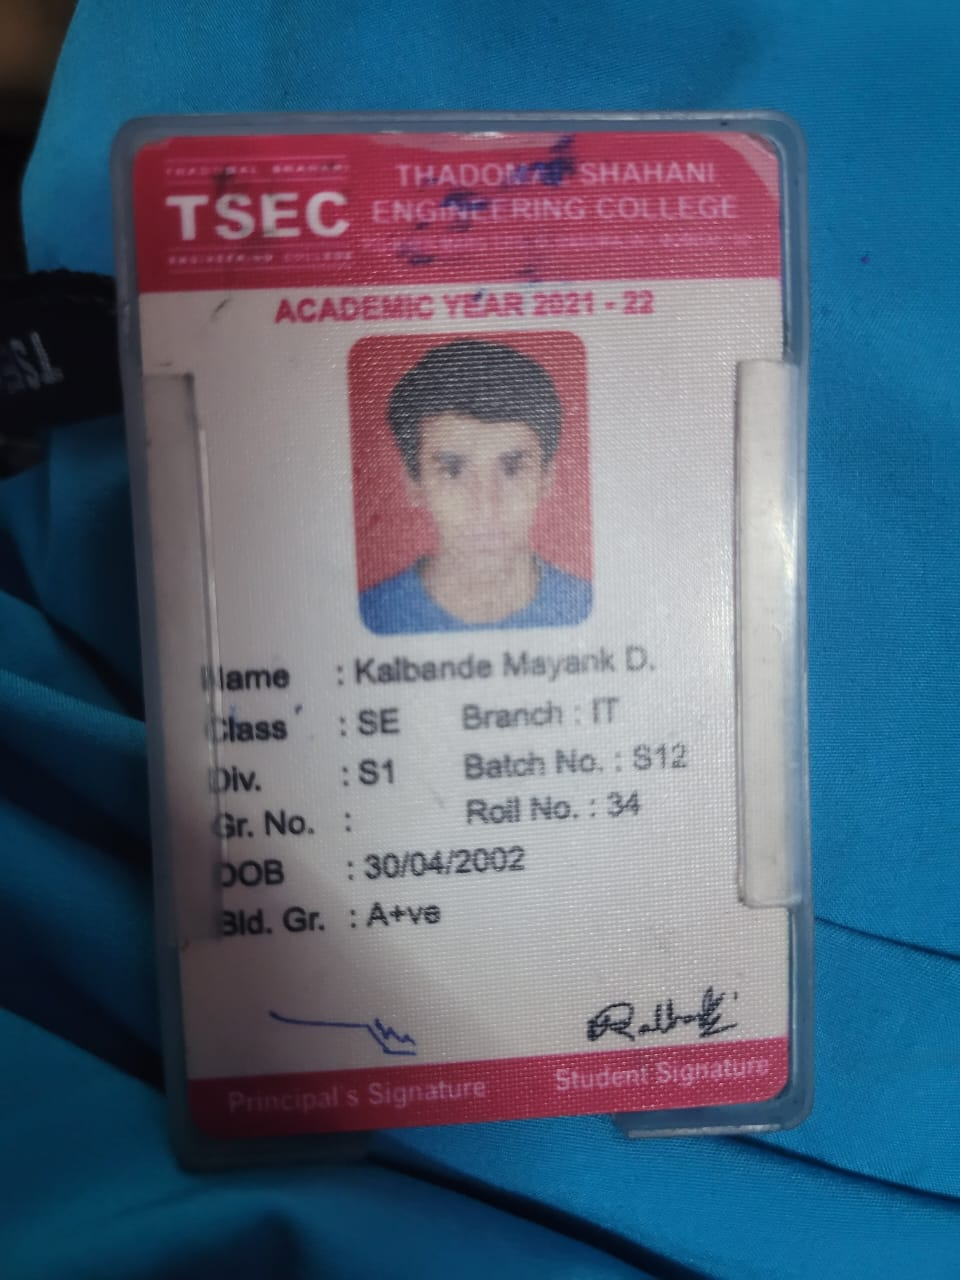 THADOMAL SHAHANI
TSEC
ENGINEERING COLLEGE
THADOMAL SHAHANI
ENGINEERING COLLEGE
ACADEMIC YEAR 2021 - 22
Name : Kalbande Mayank D.
Class : SE Branch : IT
Div. : S1 Batch No. : S12
Gr. No. : Roll No. : 34
DOB : 30/04/2002
Bld. Gr. : A+ve
Principal's Signature Student Signature